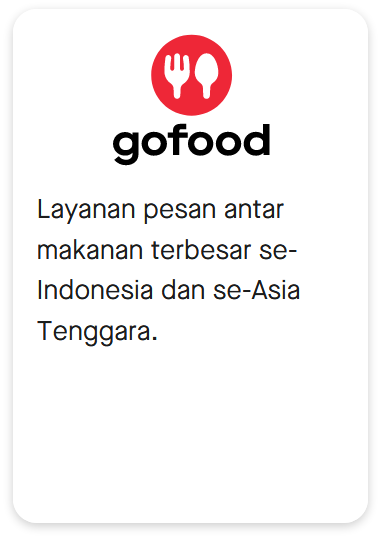 gofood
Layanan pesan antar
makanan terbesar se-
Indonesia dan se-Asia
Tenggara.